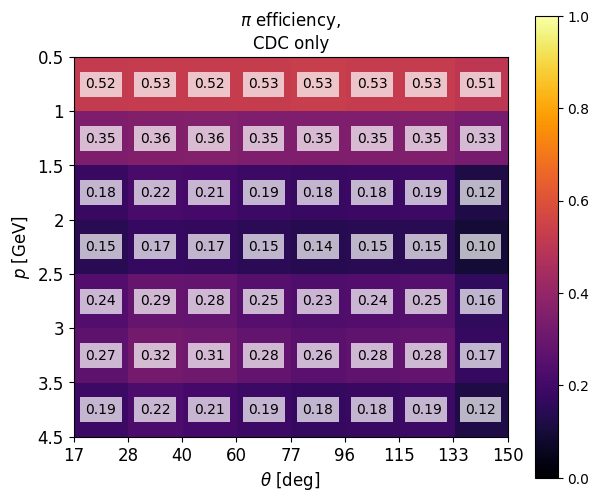 π efficiency,
CDC only
1.0
0.8
0.6
0.4
0.2
0.0
p [GeV]
0.5
0.52 0.53 0.52 0.53 0.53 0.53 0.53 0.51
1
0.35 0.36 0.36 0.35 0.35 0.35 0.35 0.33
1.5
0.18 0.22 0.21 0.19 0.18 0.18 0.19 0.12
2
0.15 0.17 0.17 0.15 0.14 0.15 0.15 0.10
2.5
0.24 0.29 0.28 0.25 0.23 0.24 0.25 0.16
3
0.27 0.32 0.31 0.28 0.26 0.28 0.28 0.17
3.5
0.19 0.22 0.21 0.19 0.18 0.18 0.19 0.12
4.5
17 28 40 60 77 96 115 133 150
θ [deg]